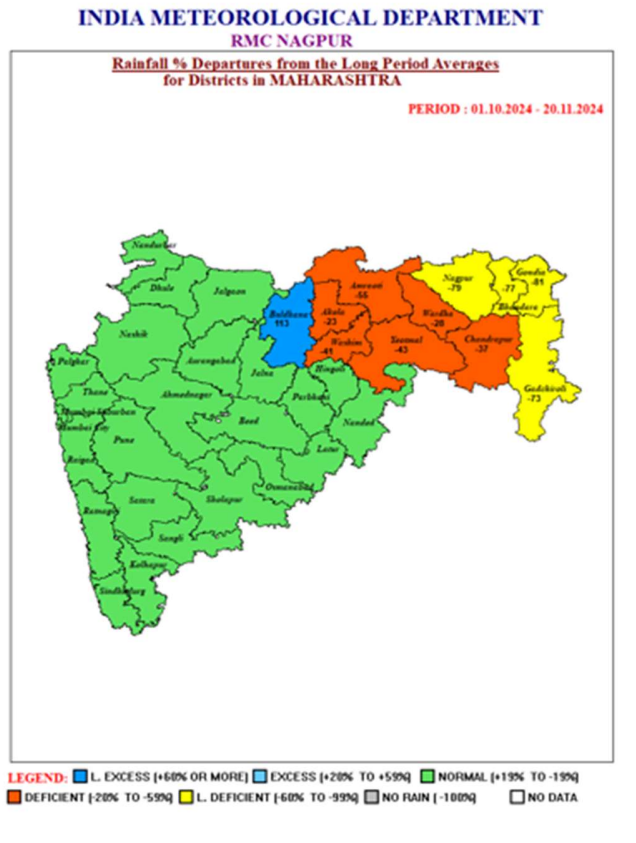 INDIA METEOROLOGICAL DEPARTMENT
RMC NAGPUR
Rainfall % Departures from the Long Period Averages
for Districts in MAHARASHTRA
PERIOD : 01.10.2024 - 20.11.2024
Nandurbar
Dhule
Jalgaon
Buldhana
113
Akola
-23
Amravati
-55
Nagpur
-79
-77
Gondia
-81
Bhandara
Wardha
Washim
-41
Yeotmal
-43
Chandrapur
-37
Gadchiroli
-73
Nashik
Aurangabad
Jalna
Hingoli
Parbhani
Nanded
Palghar
Thane
Mumbai Suburban
Mumbai City
Ahmednagar
Beed
Latur
Raigad
Pune
Osmanabad
Satara
Sholapur
Sangli
Kolhapur
Sindhudurg
LEGEND: L. EXCESS (+60% OR MORE) EXCESS (+20% TO +59%) NORMAL (+19% TO -19%)
DEFICIENT (-20% TO -59%) L. DEFICIENT (-60% TO -99%) NO RAIN (-100%) NO DATA